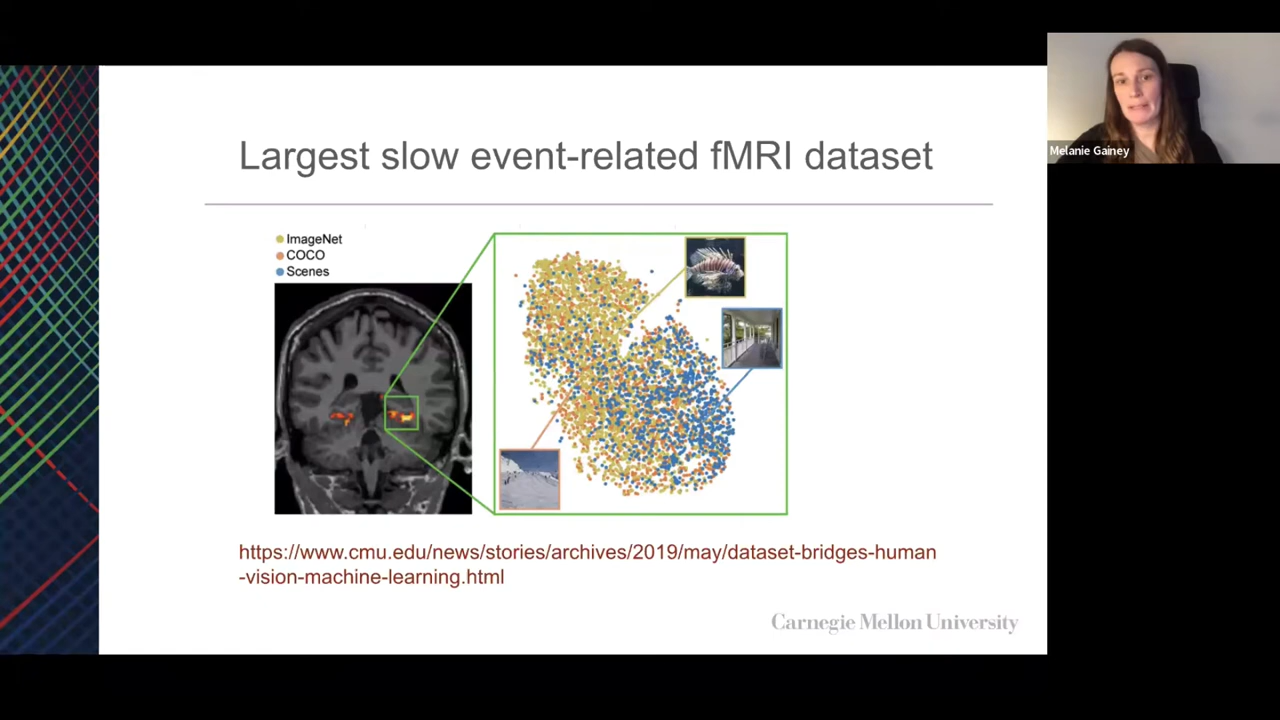 Largest slow event-related fMRI dataset
ImageNet
COCO
Scenes
https://www.cmu.edu/news/stories/archives/2019/may/dataset-bridges-human
-vision-machine-learning.html
Carnegie Mellon University
Melanie Gainey